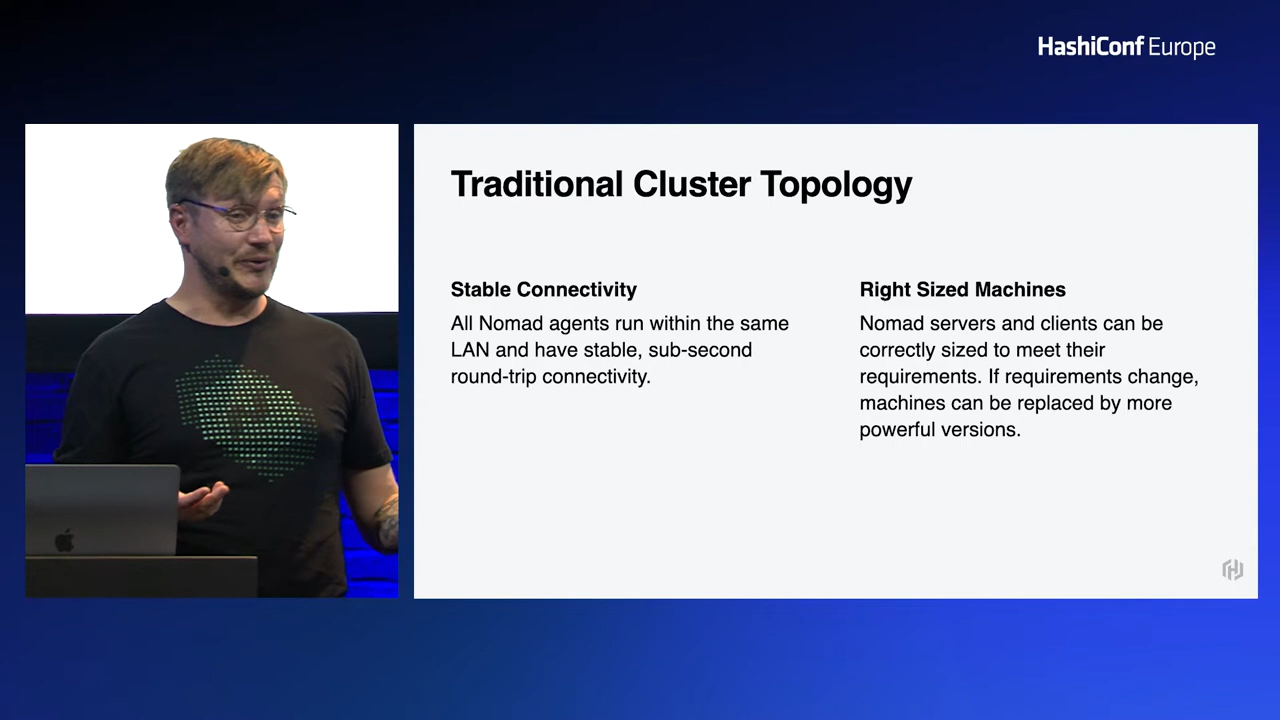 HashiConf Europe
Traditional Cluster Topology
Stable Connectivity
All Nomad agents run within the same
LAN and have stable, sub-second
round-trip connectivity.
Right Sized Machines
Nomad servers and clients can be
correctly sized to meet their
requirements. If requirements change,
machines can be replaced by more
powerful versions.